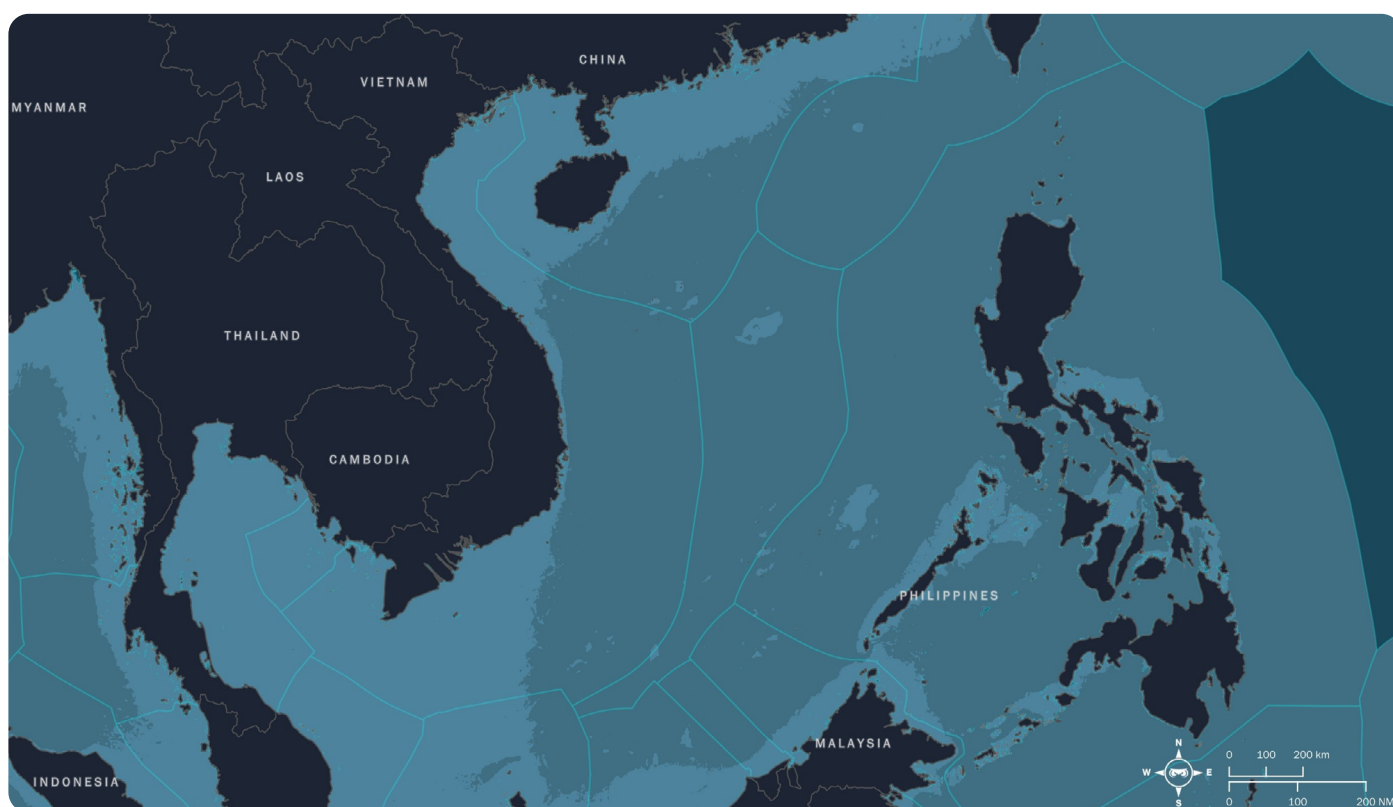 CHINA
VIETNAM
MYANMAR
LAOS
THAILAND
CAMBODIA
PHILIPPINES
MALAYSIA
INDONESIA
N
W E
S
0 100 200 km
0 100 200 NM